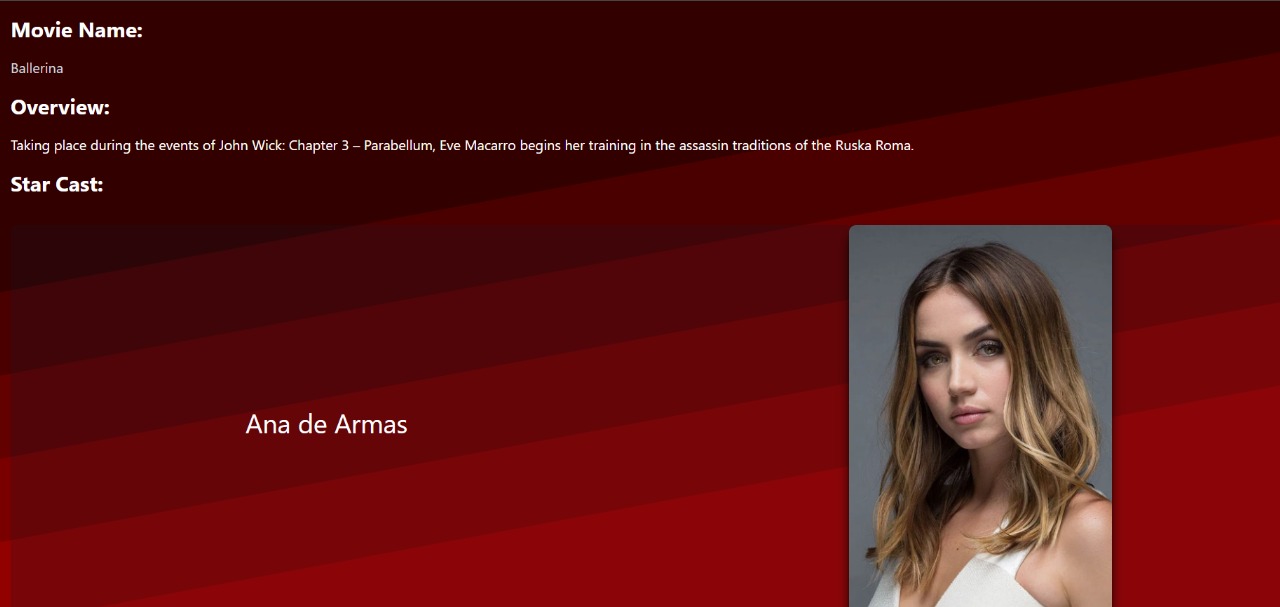 Movie Name:
Ballerina
Overview:
Taking place during the events of John Wick: Chapter 3 – Parabellum, Eve Macarro begins her training in the assassin traditions of the Ruska Roma.
Star Cast:
Ana de Armas